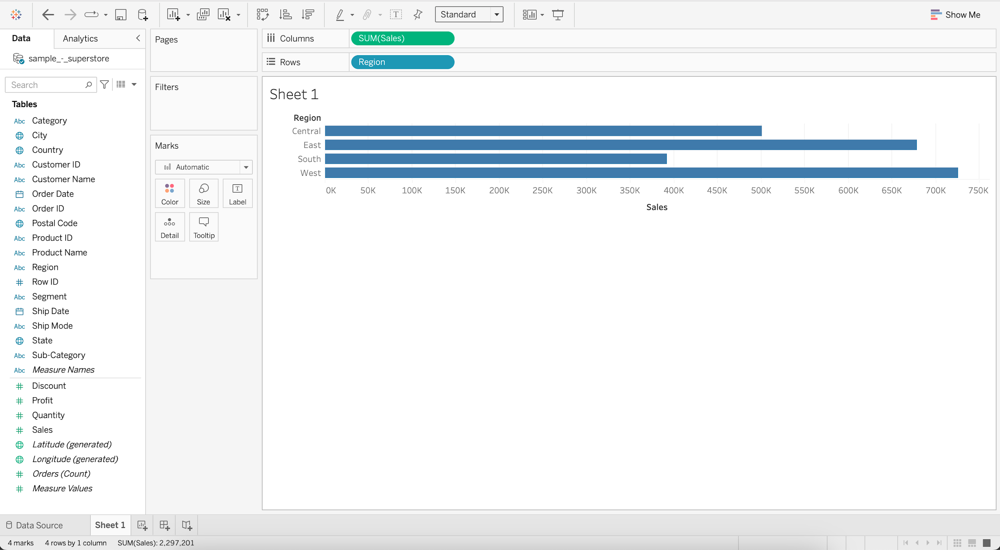 Standard
Show Me
Data
Analytics
sample_-_superstore
Search
Tables
Abc Category
City
Country
Abc Customer ID
Abc Customer Name
Order Date
Abc Order ID
Postal Code
Abc Product ID
Abc Product Name
Abc Region
Row ID
Abc Segment
Ship Date
Abc Ship Mode
State
Abc Sub-Category
Abc Measure Names
Discount
Profit
Quantity
Sales
Latitude (generated)
Longitude (generated)
Orders (Count)
Measure Values
Pages
Filters
Marks
Automatic
Color Size Label
Detail Tooltip
Columns SUM(Sales)
Rows Region
Sheet 1
Region
Central
East
South
West
0K 50K 100K 150K 200K 250K 300K 350K 400K 450K 500K 550K 600K 650K 700K 750K
Sales
Data Source Sheet 1
4 marks 4 rows by 1 column SUM(Sales): 2,297,201